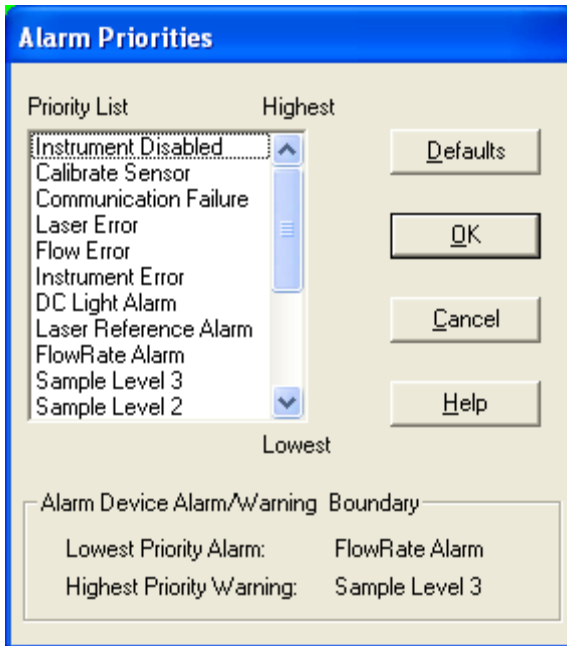 Alarm Priorities
Priority List Highest
Instrument Disabled
Calibrate Sensor
Communication Failure
Laser Error
Flow Error
Instrument Error
DC Light Alarm
Laser Reference Alarm
FlowRate Alarm
Sample Level 3
Sample Level 2
Lowest
Defaults
OK
Cancel
Help
Alarm Device Alarm/Warning Boundary
Lowest Priority Alarm: FlowRate Alarm
Highest Priority Warning: Sample Level 3